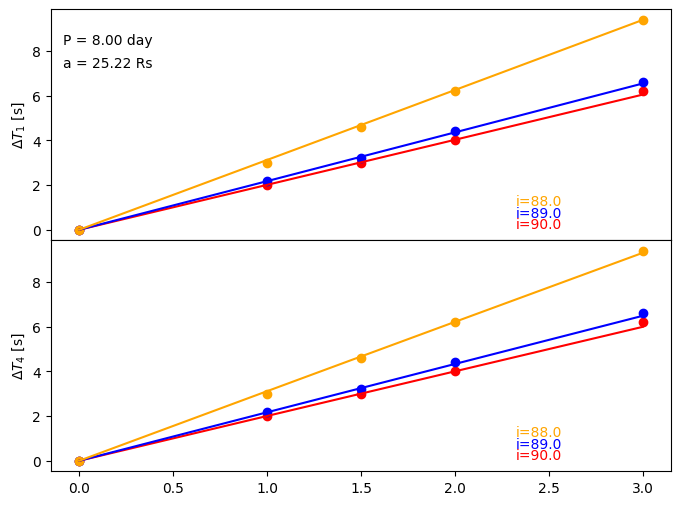 P = 8.00 day
a = 25.22 Rs
ΔT₁ [s]
8
6
4
2
0
i=88.0
i=89.0
i=90.0
ΔT₄ [s]
8
6
4
2
0
i=88.0
i=89.0
i=90.0
0.0 0.5 1.0 1.5 2.0 2.5 3.0